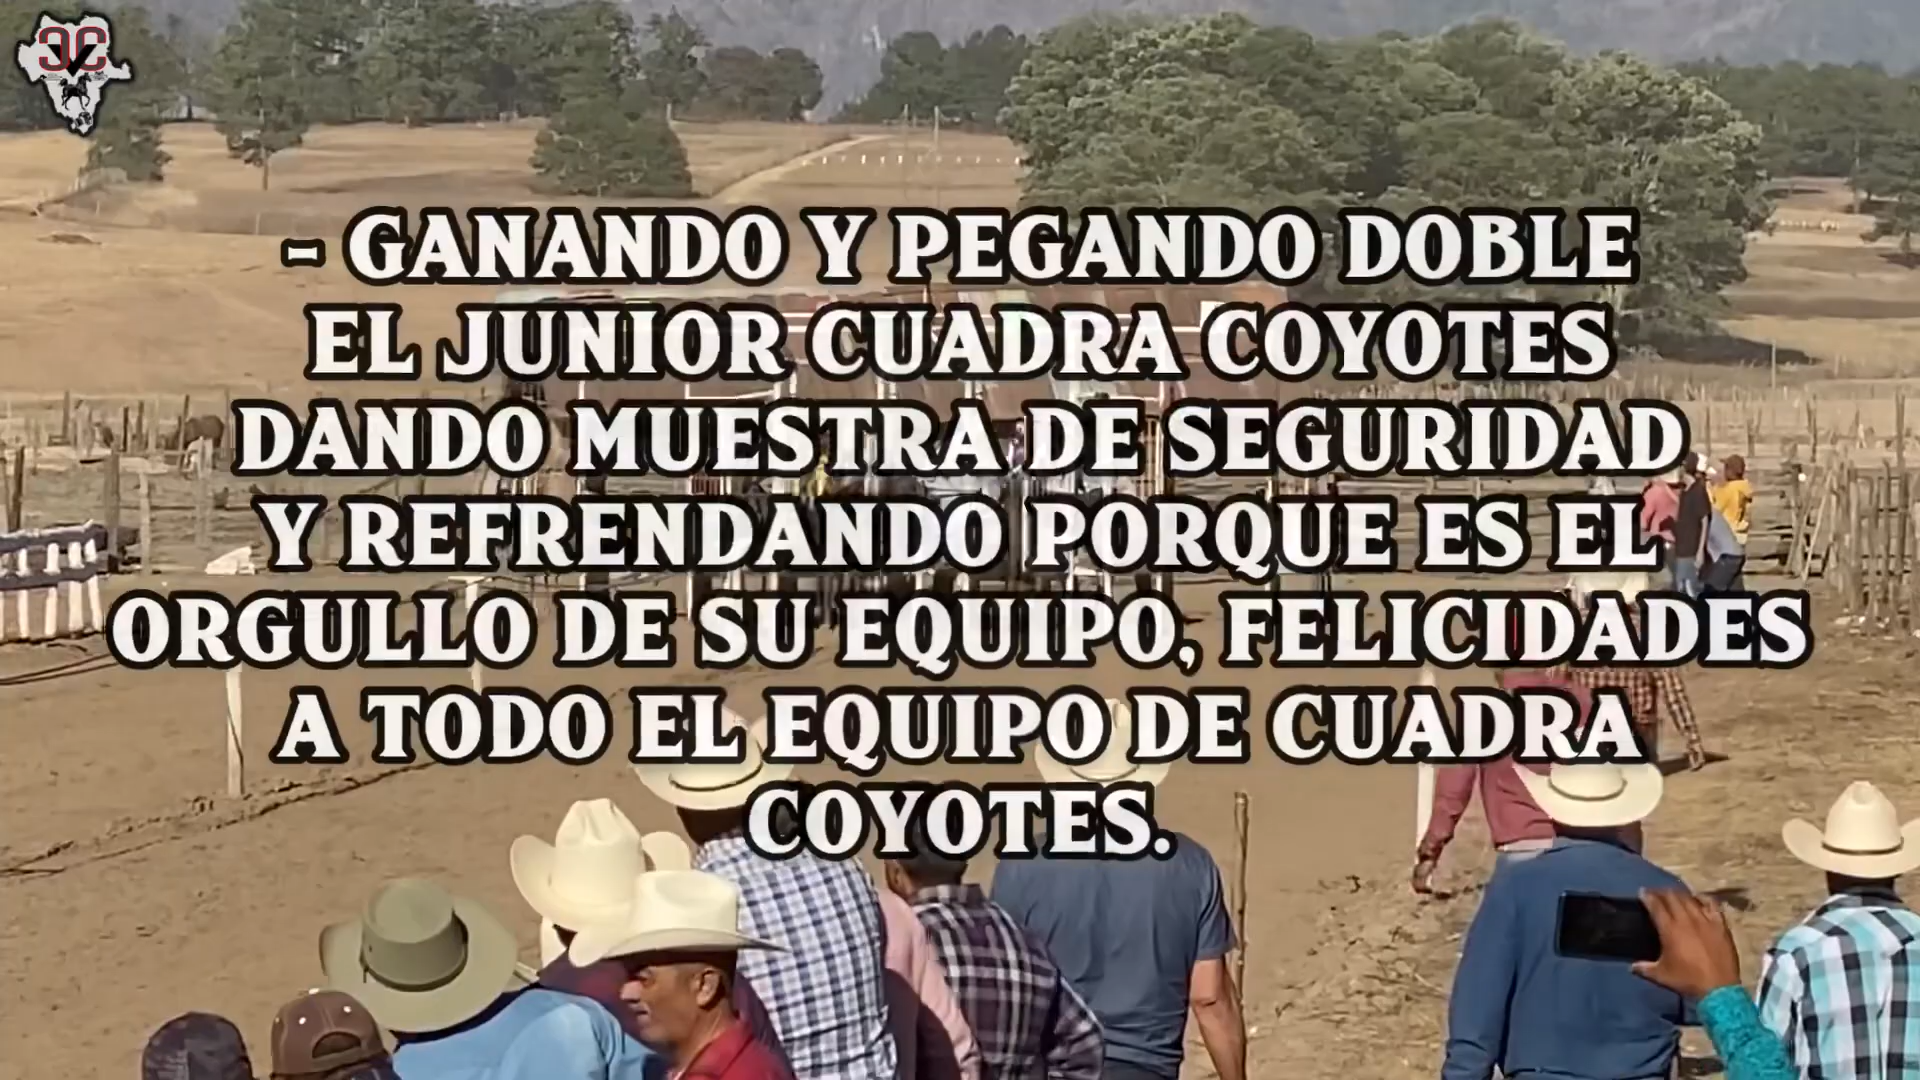 - GANANDO Y PEGANDO DOBLE
EL JUNIOR CUADRA COYOTES
DANDO MUESTRA DE SEGURIDAD
Y REFRENDANDO PORQUE ES EL
ORGULLO DE SU EQUIPO, FELICIDADES
A TODO EL EQUIPO DE CUADRA
COYOTES.